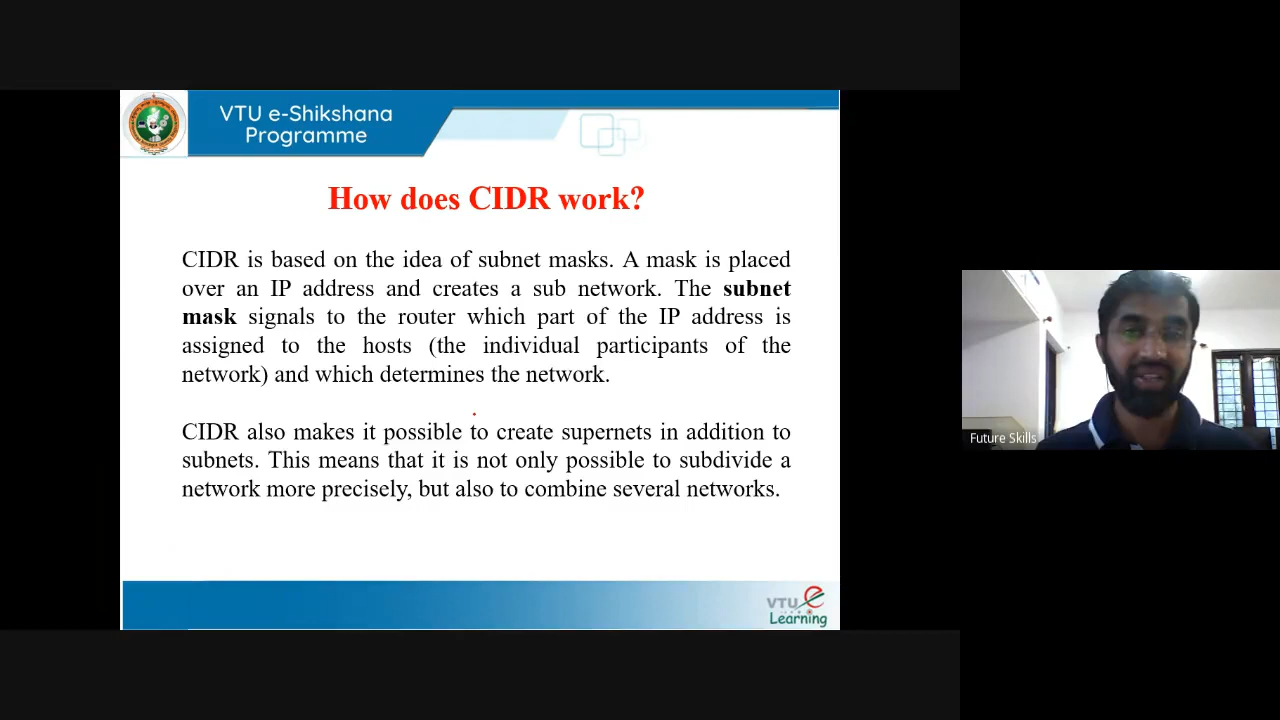 VTU e-Shikshana
Programme
How does CIDR work?
CIDR is based on the idea of subnet masks. A mask is placed
over an IP address and creates a sub network. The subnet
mask signals to the router which part of the IP address is
assigned to the hosts (the individual participants of the
network) and which determines the network.
CIDR also makes it possible to create supernets in addition to
subnets. This means that it is not only possible to subdivide a
network more precisely, but also to combine several networks.
Future Skills
VTU e
Learning